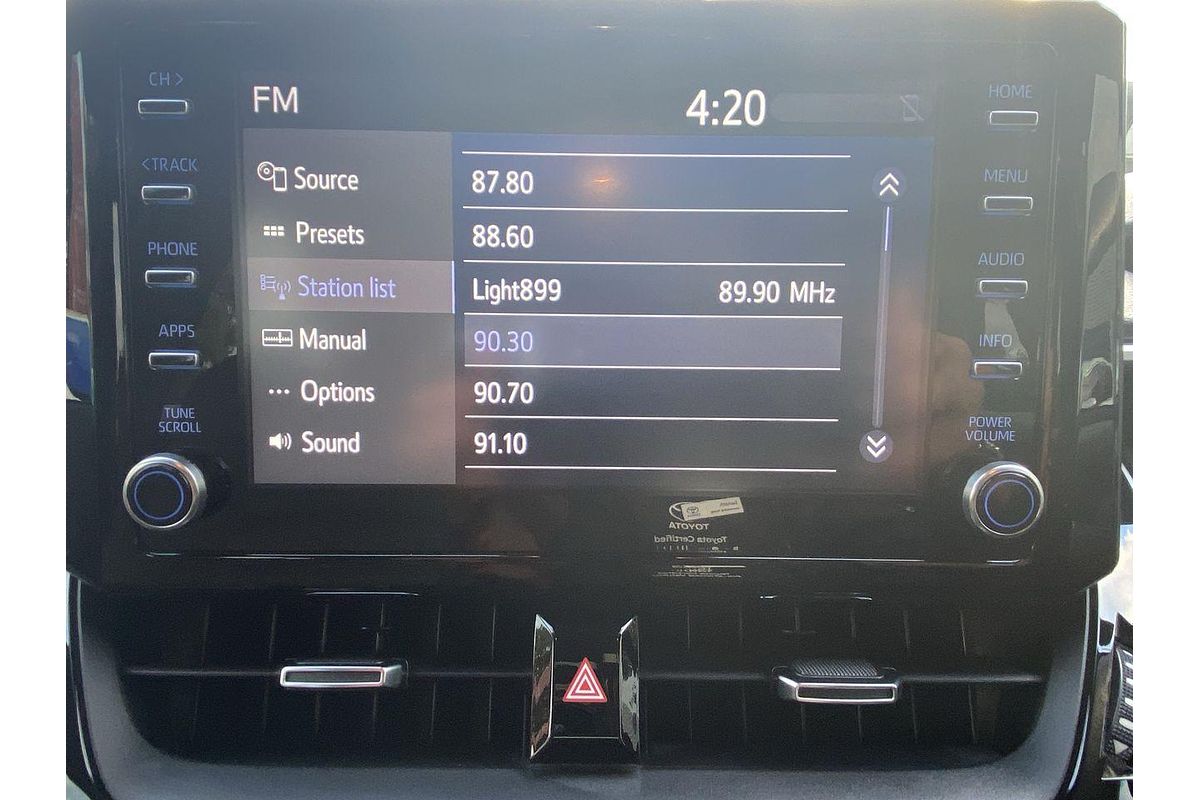 CH >
FM
4:20
HOME
<TRACK
Source
87.80
MENU
Presets
88.60
PHONE
Station list
Light899 89.90 MHz
AUDIO
APPS
Manual
90.30
INFO
Options
90.70
TUNE
SCROLL
Sound
91.10
POWER
VOLUME
TOYOTA
Toyota Certified